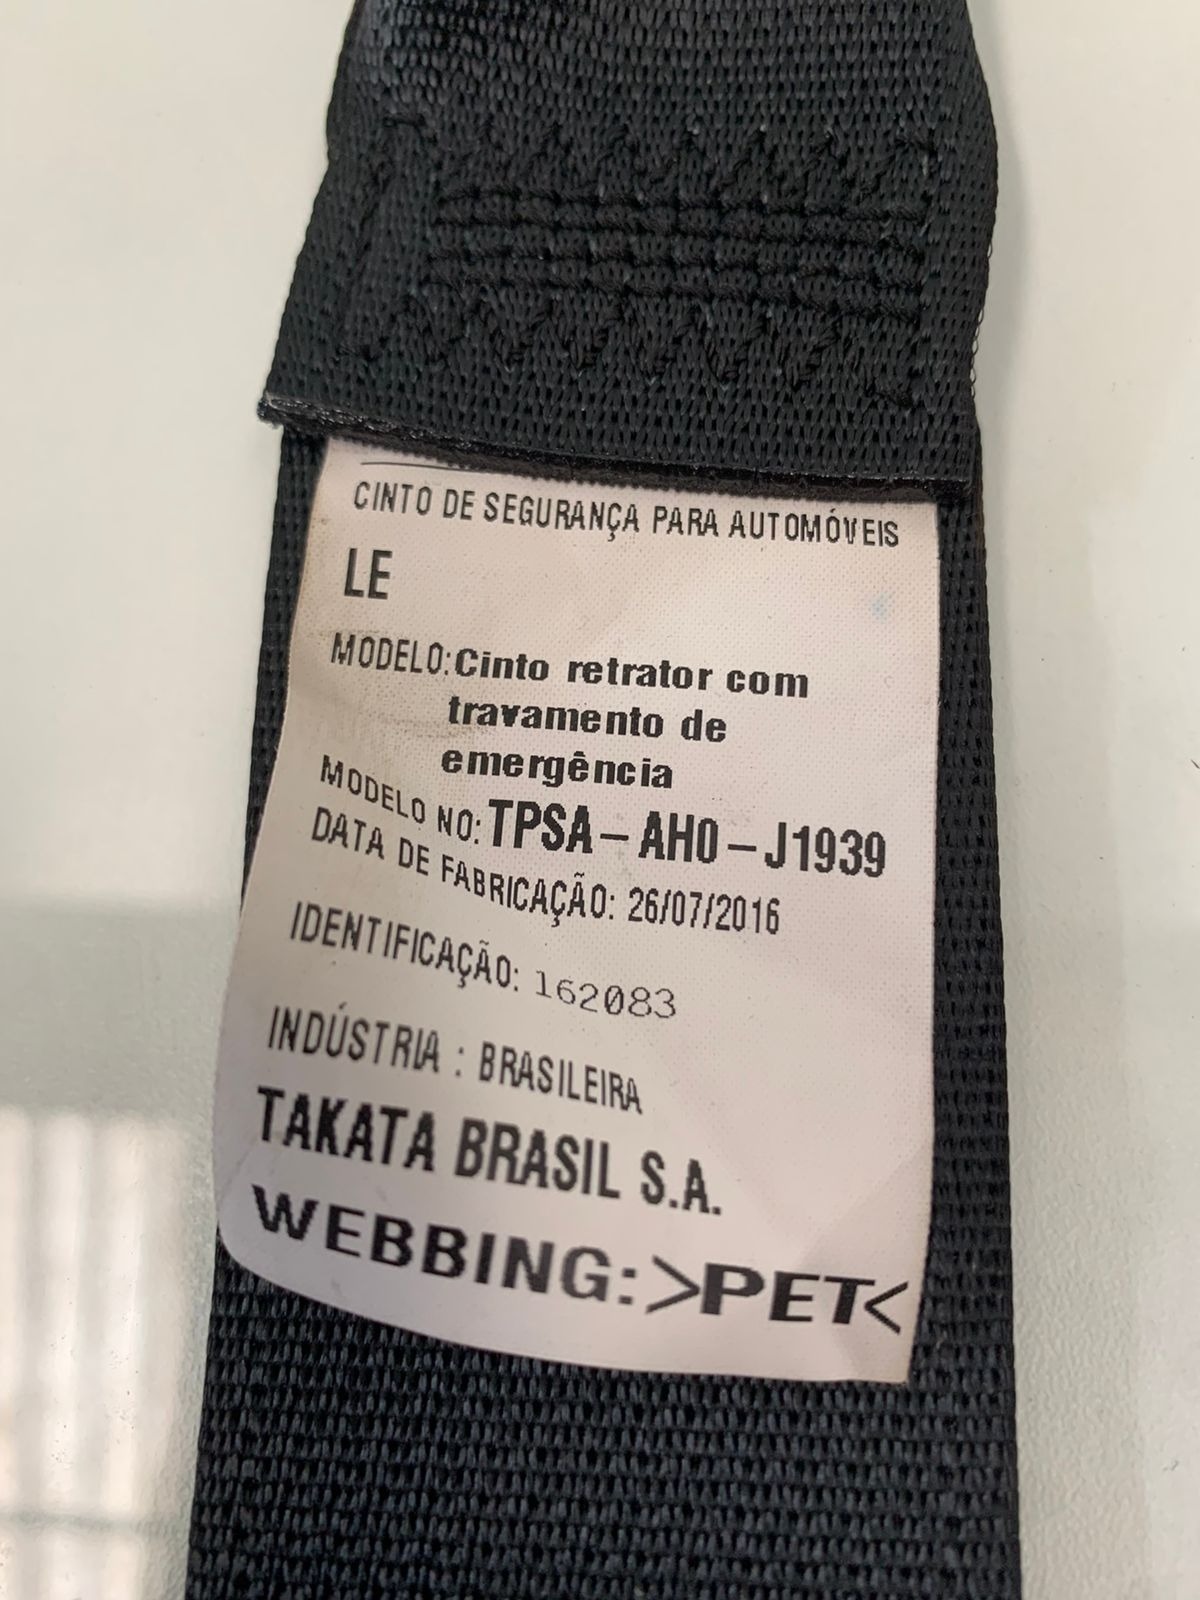 CINTO DE SEGURANÇA PARA AUTOMÓVEIS
LE
MODELO: Cinto retrator com
travamento de
emergência
MODELO NO: TPSA-AH0-J1939
DATA DE FABRICAÇÃO: 26/07/2016
IDENTIFICAÇÃO: 162083
INDÚSTRIA : BRASILEIRA
TAKATA BRASIL S.A.
WEBBING: >PET<